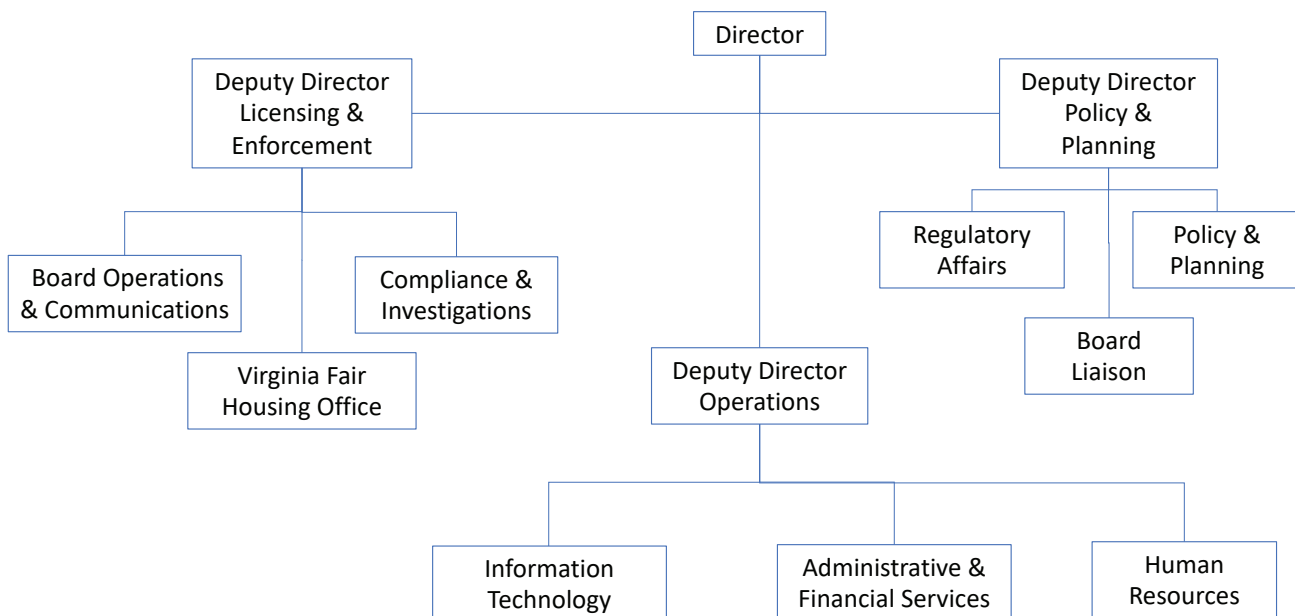 Director
Deputy Director
Licensing &
Enforcement
Deputy Director
Policy &
Planning
Board Operations
& Communications
Virginia Fair
Housing Office
Compliance &
Investigations
Regulatory
Affairs
Board
Liaison
Policy &
Planning
Deputy Director
Operations
Information
Technology
Administrative &
Financial Services
Human
Resources